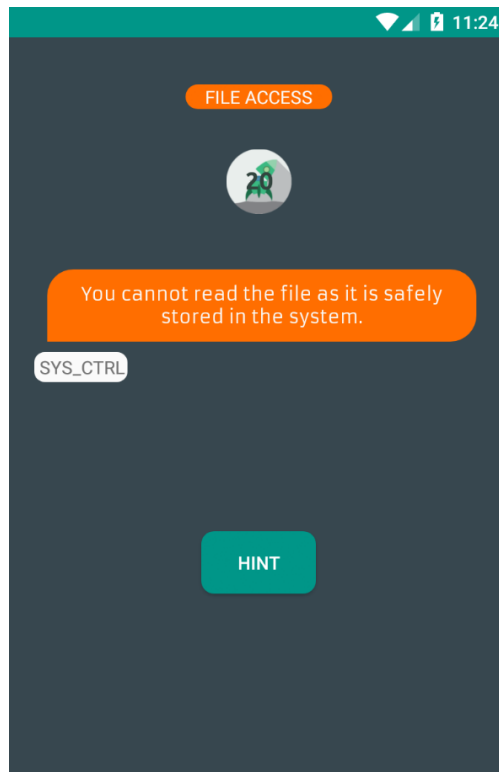 11:24
FILE ACCESS
20
You cannot read the file as it is safely
stored in the system.
SYS_CTRL
HINT